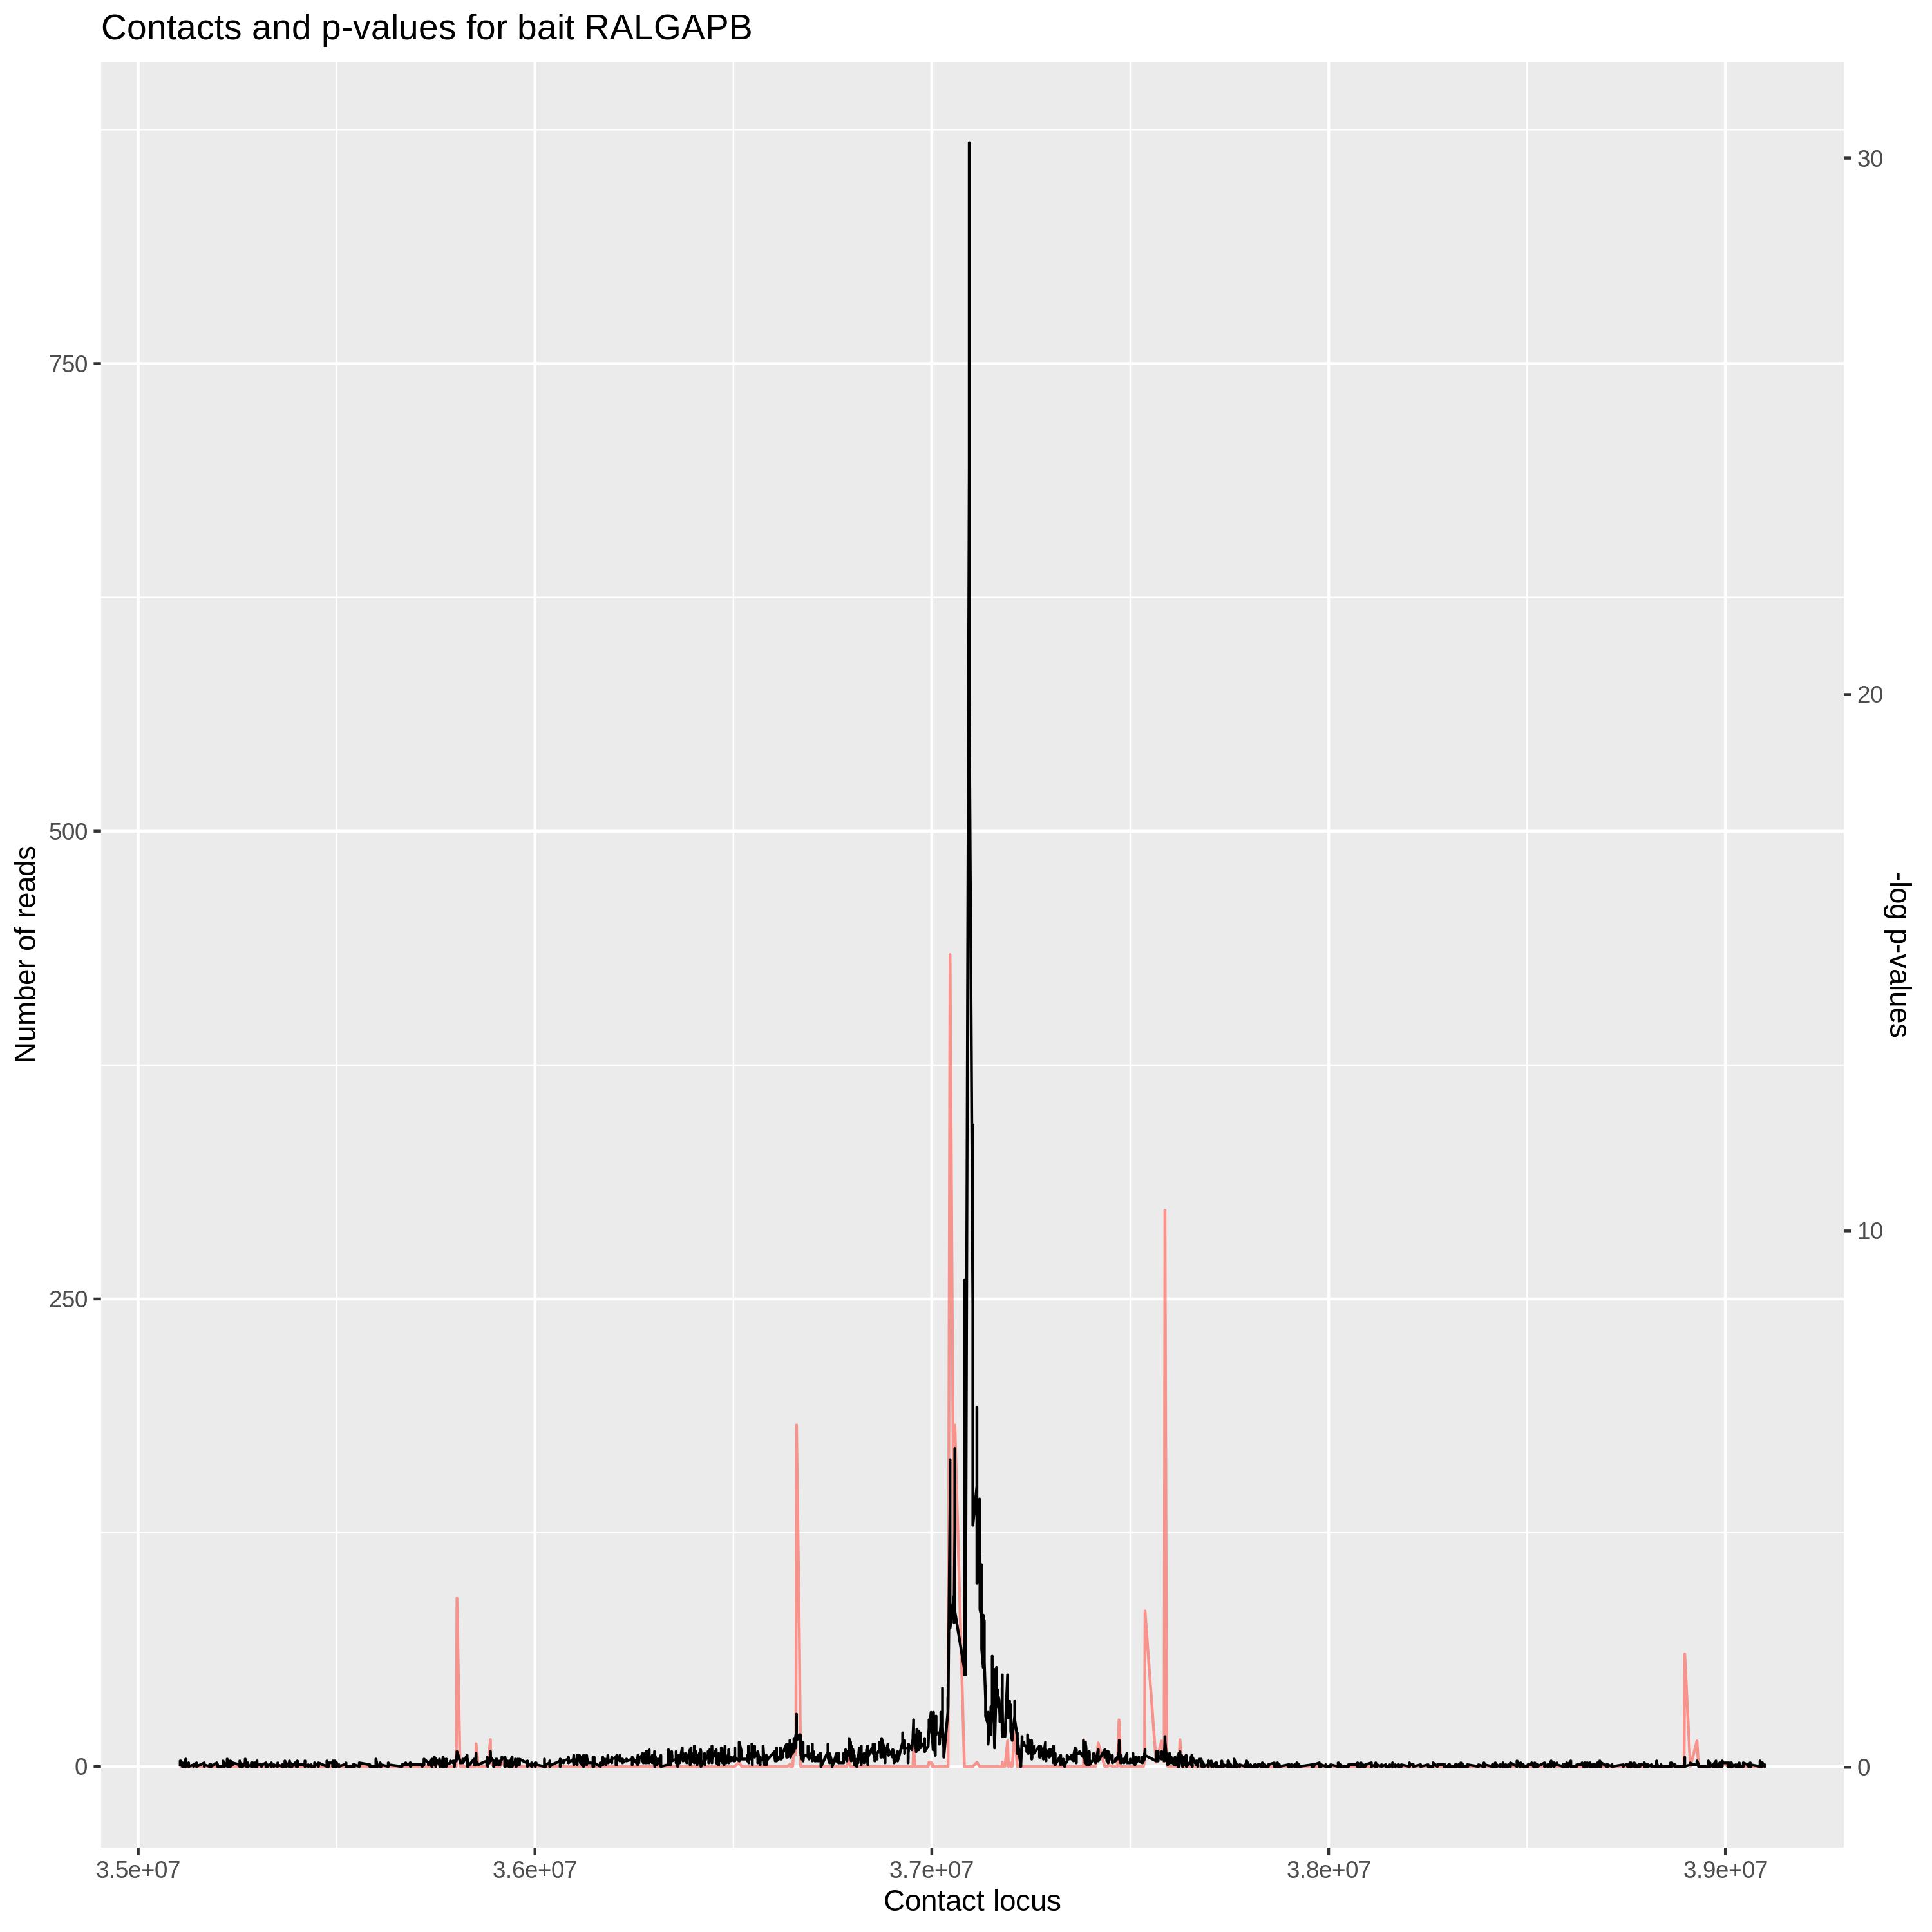 Contacts and p-values for bait RALGAPB
750
500
250
0
Number of reads
30
20
10
0
-log p-values
3.5e+07
3.6e+07
3.7e+07
3.8e+07
3.9e+07
Contact locus